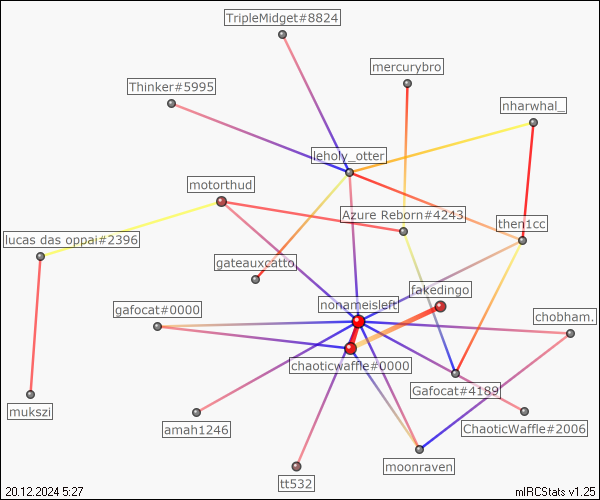 TripleMidget#8824
mercurybro
Thinker#5995
nharwhal_
leholy_otter
motorthud
Azure Reborn#4243
then1cc
lucas das oppai#2396
gateauxcatto
fakedingo
nonameisleft
gafocat#0000
chobham.
chaoticwaffle#0000
Gafocat#4189
mukszi
amah1246
ChaoticWaffle#2006
moonraven
tt532
20.12.2024 5:27
mIRCStats v1.25